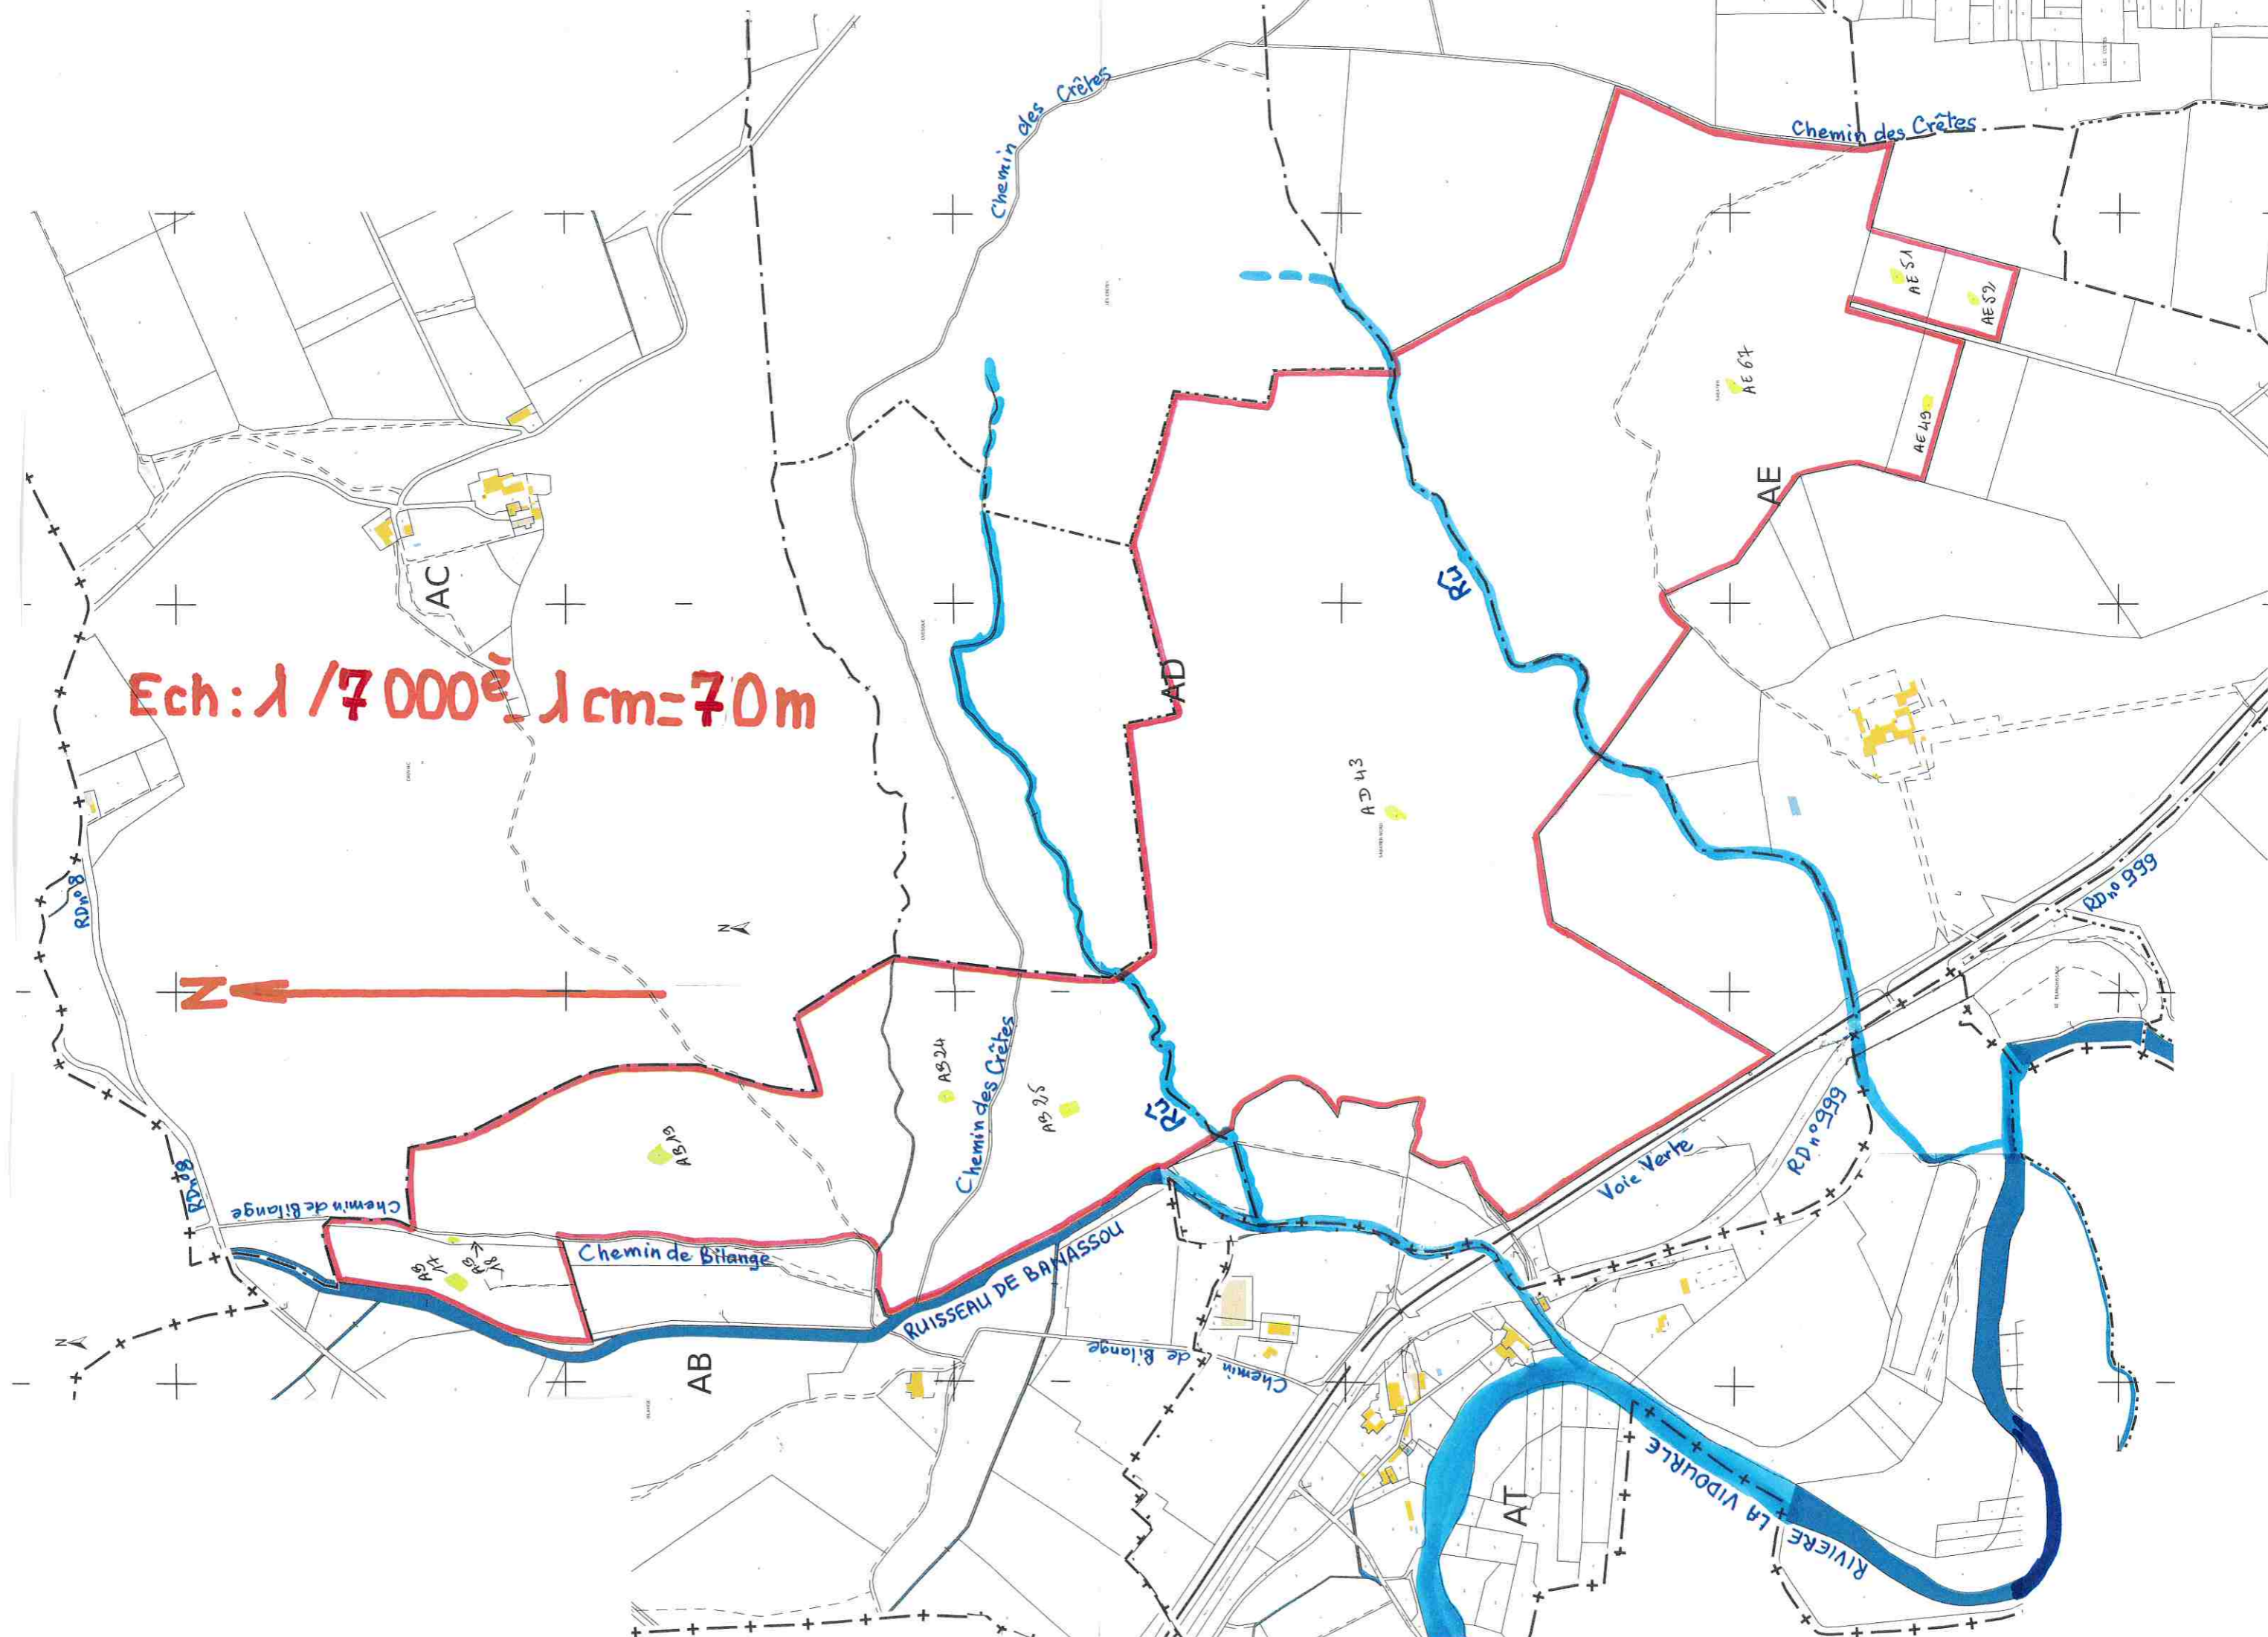 Chemin des Crêtes
Chemin des Crêtes
AE 51
AE 52
AE 67
AE 49
AE
AC
Ru
Ech: 1/7000è 1cm=70m
AD
AD 43
RD n° 8
N
N
RD n° 999
AB 24
Chemin des Crêtes
AB 25
Ru
AB 19
RD n° 999
Voie Verte
RD n° 8
Chemin de Bilange
AB 17
AB 18
Chemin de Bilange
RUISSEAU DE BANASSOU
N
Chemin de Bilange
AB
AT
RIVIERE LA VIDOURLE